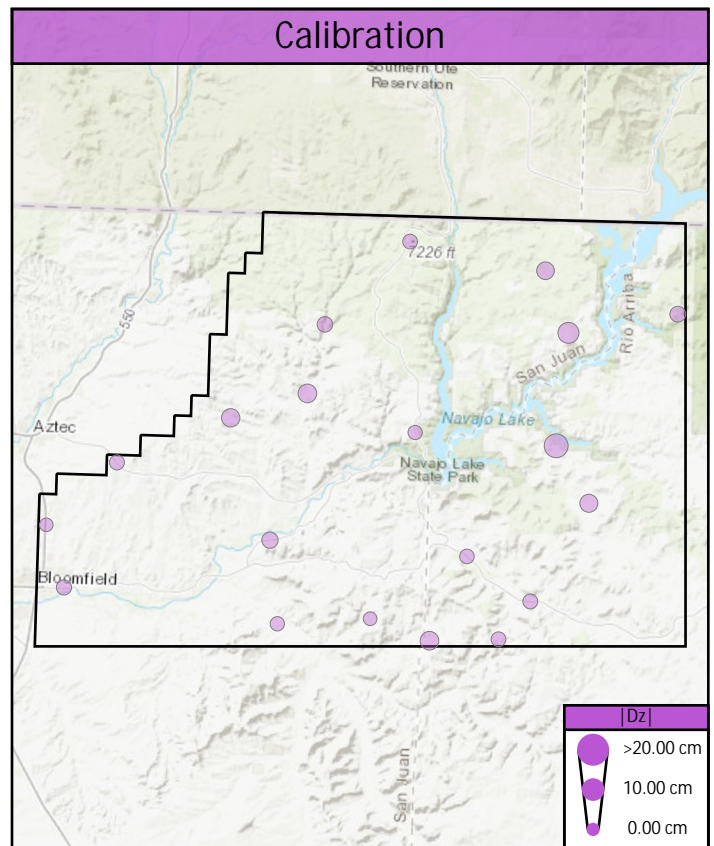 Calibration
Southern Ute
Reservation
7226 ft
550
Rio Arriba
San Juan
Aztec
Navajo Lake
Navajo Lake
State Park
Bloomfield
San Juan
|Dz|
>20.00 cm
10.00 cm
0.00 cm